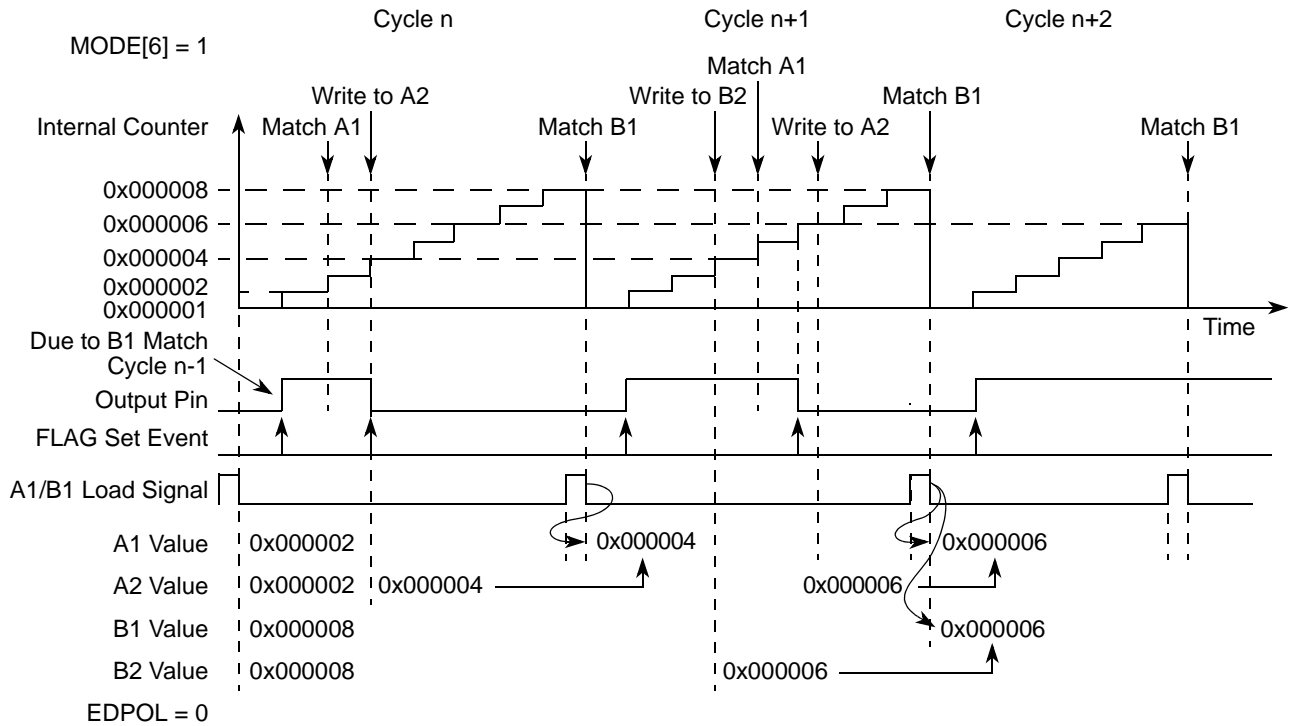 Cycle n Cycle n+1 Cycle n+2
MODE[6] = 1
Match A1
Write to A2 Write to B2 Match B1
Internal Counter Match A1 Match B1 Write to A2 Match B1
0x000008
0x000006
0x000004
0x000002
0x000001
Time
Due to B1 Match
Cycle n-1
Output Pin
FLAG Set Event
A1/B1 Load Signal
A1 Value 0x000002 0x000004 0x000006
A2 Value 0x000002 0x000004 0x000006
B1 Value 0x000008 0x000006
B2 Value 0x000008 0x000006
EDPOL = 0